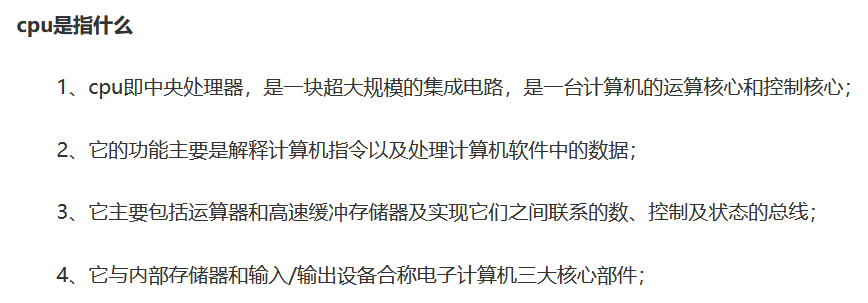 cpu是指什么
1、cpu即中央处理器，是一块超大规模的集成电路，是一台计算机的运算核心和控制核心；
2、它的功能主要是解释计算机指令以及处理计算机软件中的数据；
3、它主要包括运算器和高速缓冲存储器及实现它们之间联系的数、控制及状态的总线；
4、它与内部存储器和输入/输出设备合称电子计算机三大核心部件；